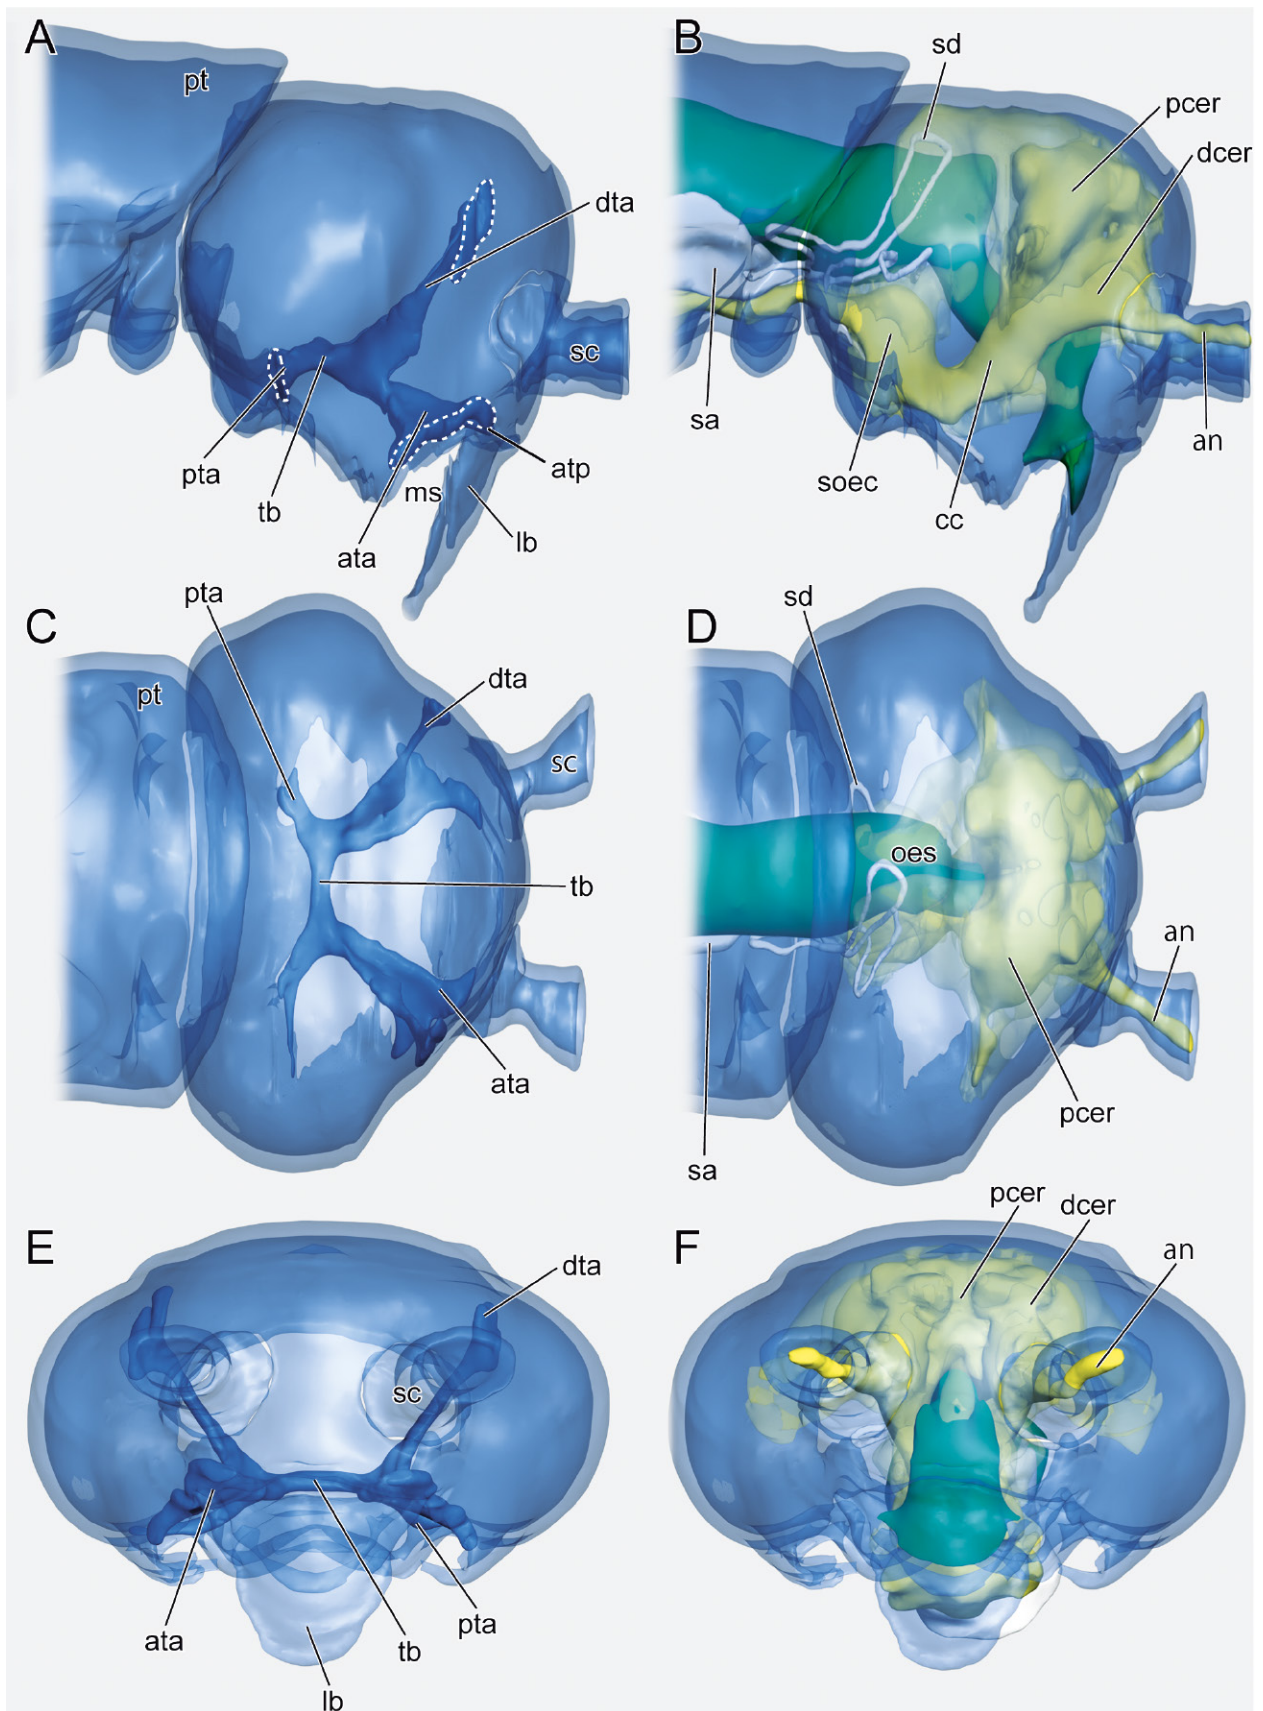 A
pt
dta
sc
pta
tb
ata
ms
atp
lb
B
sd
pcer
dcer
sa
soec
cc
an
C
pta
pt
dta
sc
tb
ata
D
sd
oes
an
pcer
sa
E
dta
sc
ata
tb
pta
lb
F
pcer
dcer
an